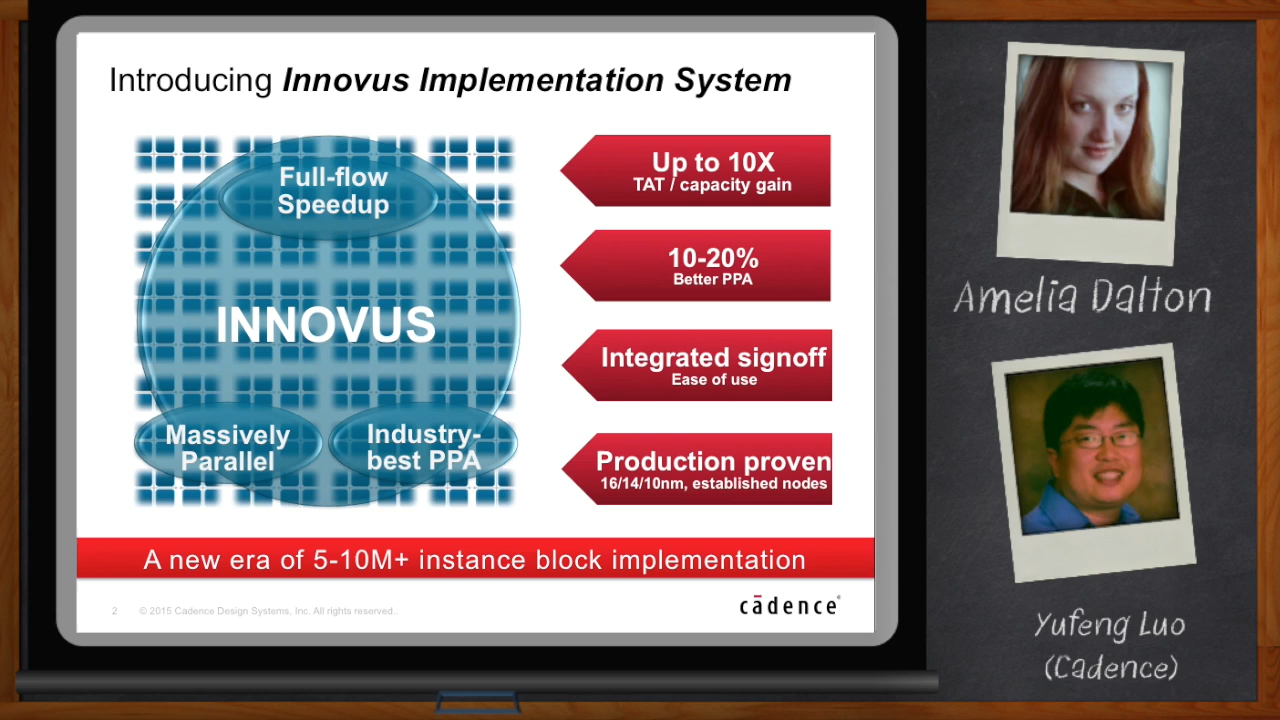 Introducing Innovus Implementation System
Full-flow
Speedup
INNOVUS
Massively
Parallel
Industry-
best PPA
Up to 10X
TAT / capacity gain
10-20%
Better PPA
Integrated signoff
Ease of use
Production proven
16/14/10nm, established nodes
A new era of 5-10M+ instance block implementation
2 © 2015 Cadence Design Systems, Inc. All rights reserved..
cādence®
Amelia Dalton
Yufeng Luo
(Cadence)